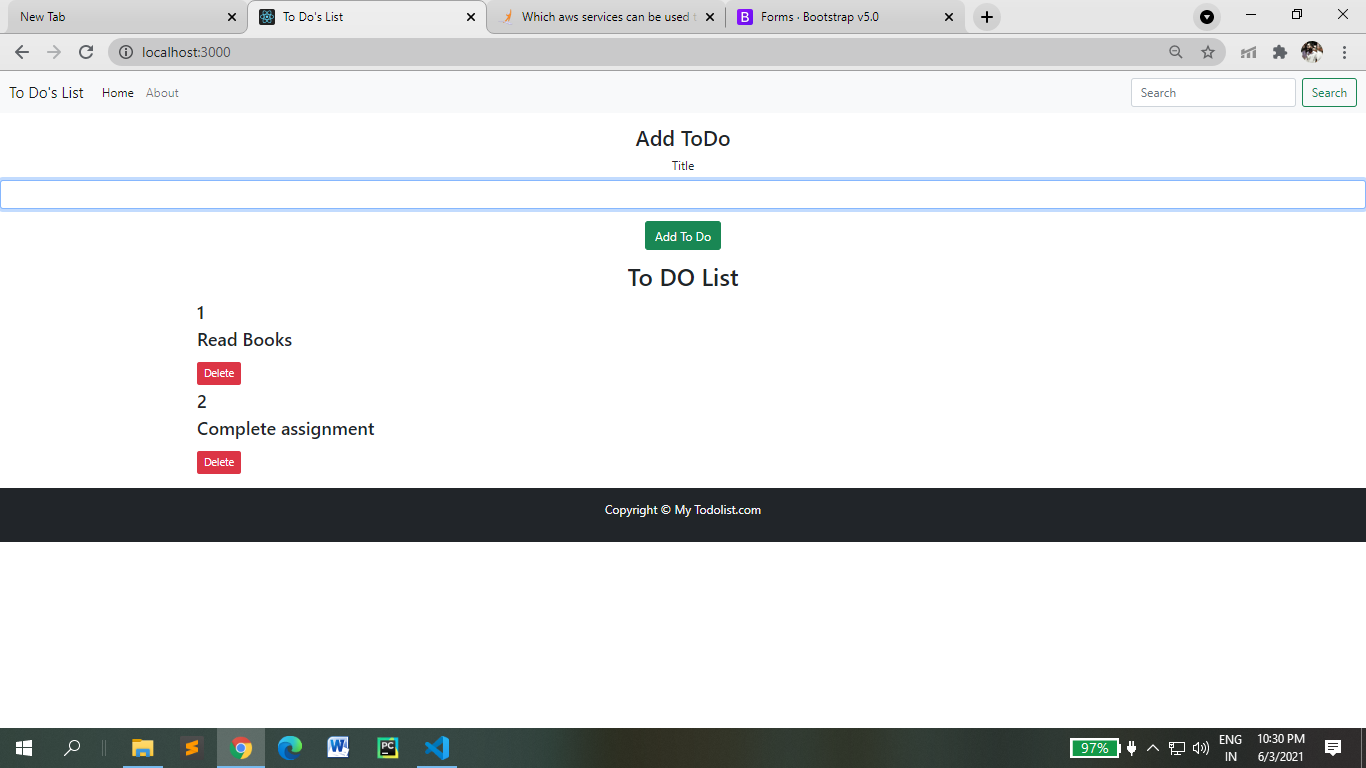 New Tab
To Do's List
Which aws services can be used
Forms · Bootstrap v5.0
localhost:3000
To Do's List
Home
About
Search
Search
Add ToDo
Title
Add To Do
To DO List
1
Read Books
Delete
2
Complete assignment
Delete
Copyright © My Todolist.com
W
PC
97%
ENG
IN
10:30 PM
6/3/2021